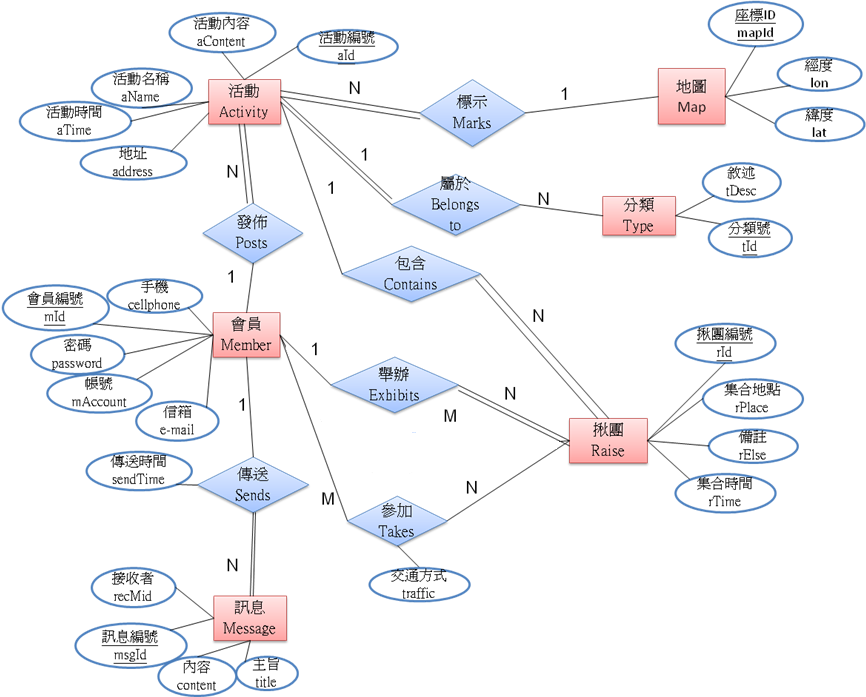 活動內容
aContent
活動編號
aId
座標ID
mapId
活動名稱
aName
活動
Activity
N
標示
Marks
1
地圖
Map
經度
lon
活動時間
aTime
緯度
lat
地址
address
N
1
1
屬於
Belongs
to
N
分類
Type
敘述
tDesc
分類號
tId
發佈
Posts
包含
Contains
1
N
會員編號
mId
手機
cellphone
會員
Member
密碼
password
帳號
mAccount
信箱
e-mail
1
1
舉辦
Exhibits
N
M
揪團
Raise
揪團編號
rId
集合地點
rPlace
備註
rElse
集合時間
rTime
傳送時間
sendTime
傳送
Sends
M
參加
Takes
N
交通方式
traffic
N
接收者
recMid
訊息
Message
訊息編號
msgId
內容
content
主旨
title